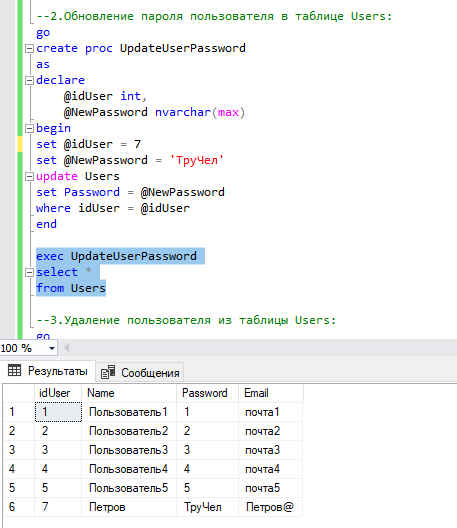 --2.Обновление пароля пользователя в таблице Users:
go
create proc UpdateUserPassword
as
declare
@idUser int,
@NewPassword nvarchar(max)
begin
set @idUser = 7
set @NewPassword = 'ТруЧел'
update Users
set Password = @NewPassword
where idUser = @idUser
end
exec UpdateUserPassword
select *
from Users
--3.Удаление пользователя из таблицы Users:
go
100 %
Результаты Сообщения
idUser Name Password Email
1 1 Пользователь1 1 почта1
2 2 Пользователь2 2 почта2
3 3 Пользователь3 3 почта3
4 4 Пользователь4 4 почта4
5 5 Пользователь5 5 почта5
6 7 Петров ТруЧел Петров@